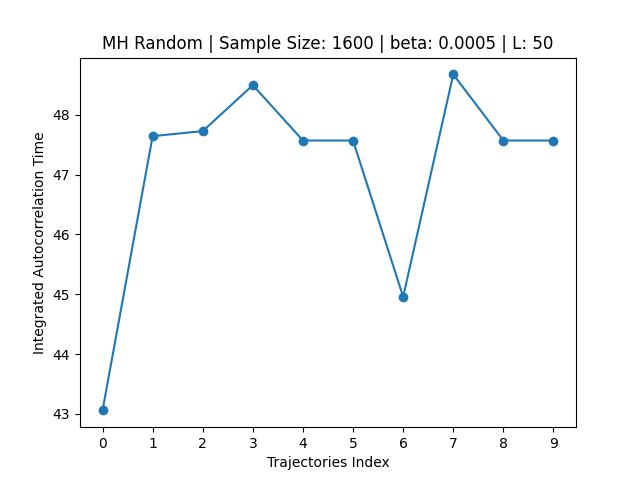 MH Random | Sample Size: 1600 | beta: 0.0005 | L: 50
Integrated Autocorrelation Time
48
47
46
45
44
43
0 1 2 3 4 5 6 7 8 9
Trajectories Index